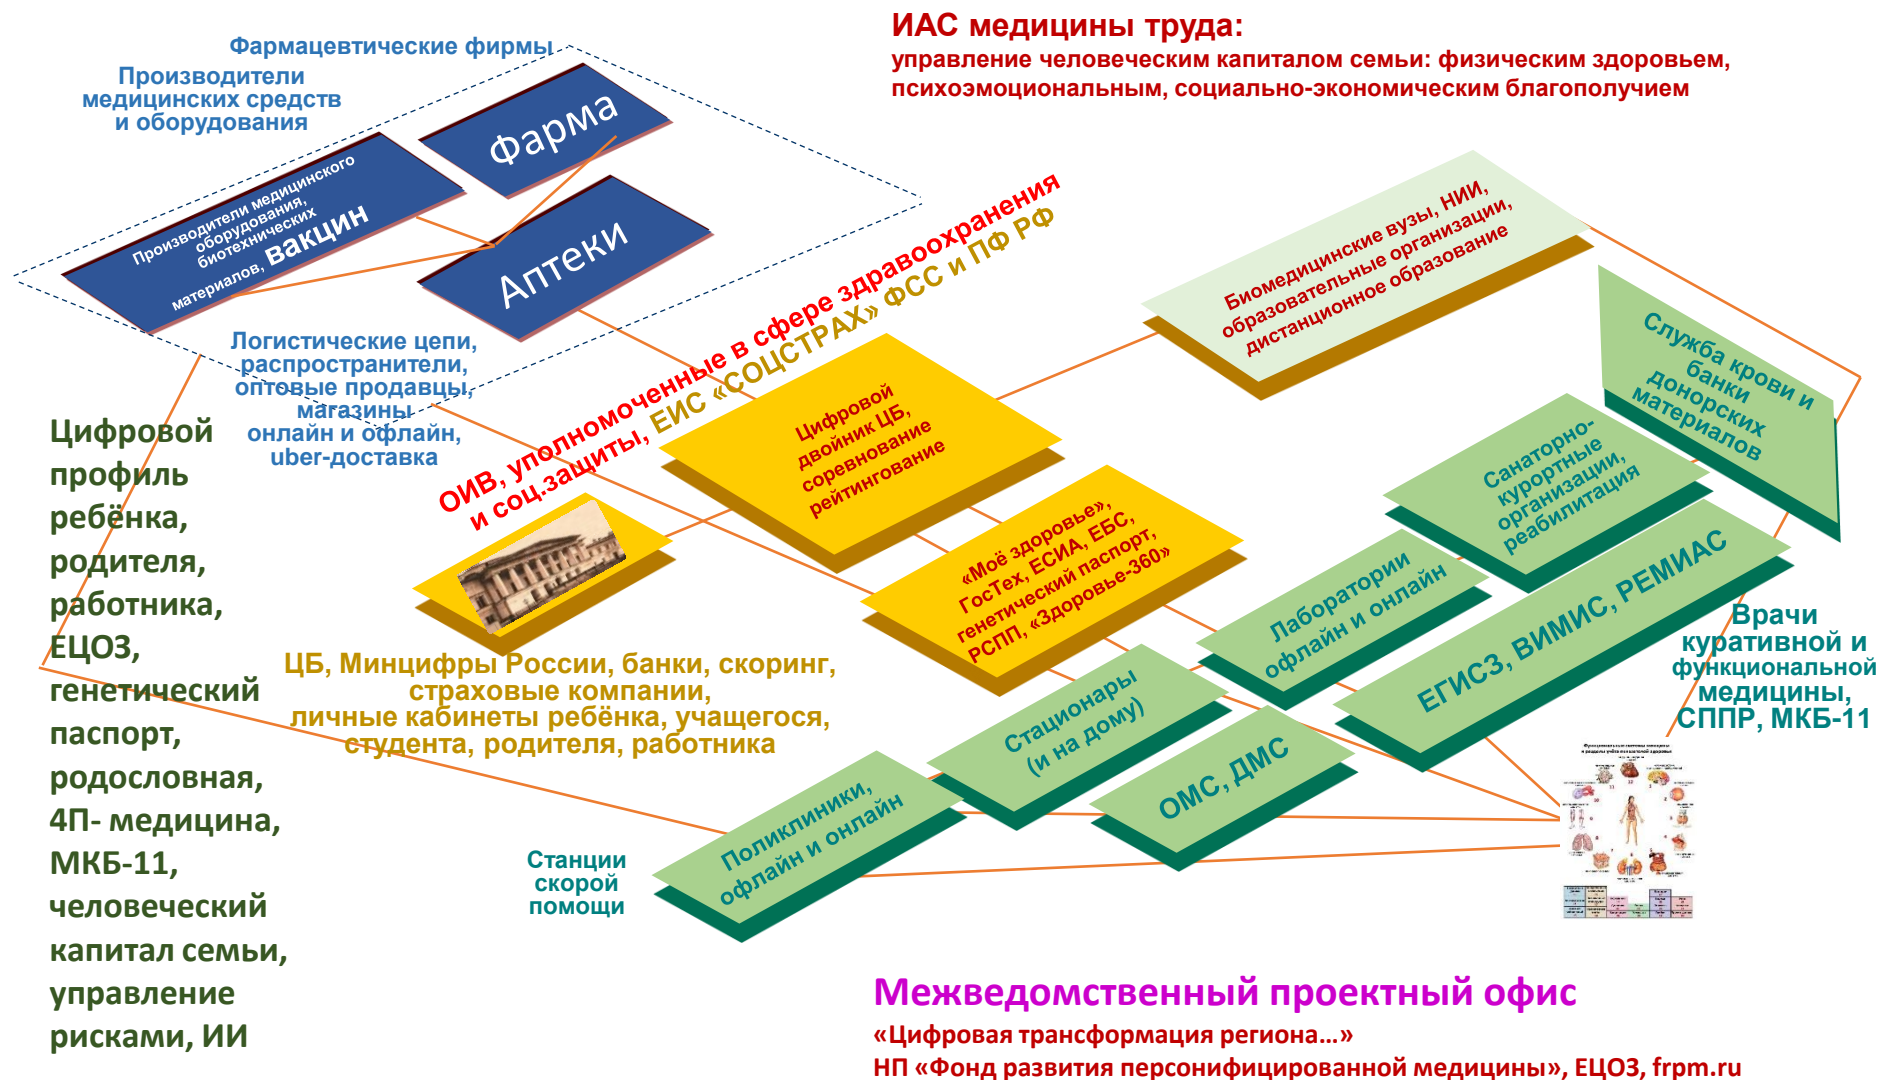 ИАС медицины труда:
управление человеческим капиталом семьи: физическим здоровьем,
психоэмоциональным, социально-экономическим благополучием
Фармацевтические фирмы
Производители
медицинских средств
и оборудования
Фарма
Производители медицинского
оборудования,
биотехнических
материалов, вакцин
Аптеки
Логистические цепи,
распространители,
оптовые продавцы,
магазины
онлайн и офлайн,
uber-доставка
ОИВ, уполномоченные в сфере здравоохранения
и соц.защиты, ЕИС «СОЦСТРАХ» ФСС и ПФ РФ
Биомедицинские вузы, НИИ,
образовательные организации,
дистанционное образование
Служба крови и
банки
донорских
материалов
Цифровой
двойник ЦБ,
соревнование
рейтингование
Санаторно-
курортные
организации,
реабилитация
«Моё здоровье»,
ГосТех, ЕСИА, ЕБС,
генетический паспорт,
РСПП, «Здоровье-360»
Лаборатории
офлайн и онлайн
ЕГИСЗ, ВИМИС, РЕМИАС
Врачи
куративной и
функциональной
медицины,
СППР, МКБ-11
Цифровой
профиль
ребёнка,
родителя,
работника,
ЕЦОЗ,
генетический
паспорт,
родословная,
4П- медицина,
МКБ-11,
человеческий
капитал семьи,
управление
рисками, ИИ
ЦБ, Минцифры России, банки, скоринг,
страховые компании,
личные кабинеты ребёнка, учащегося,
студента, родителя, работника
Стационары
(и на дому)
ОМС, ДМС
Поликлиники,
офлайн и онлайн
Станции
скорой
помощи
Межведомственный проектный офис
«Цифровая трансформация региона…»
НП «Фонд развития персонифицированной медицины», ЕЦОЗ, frpm.ru